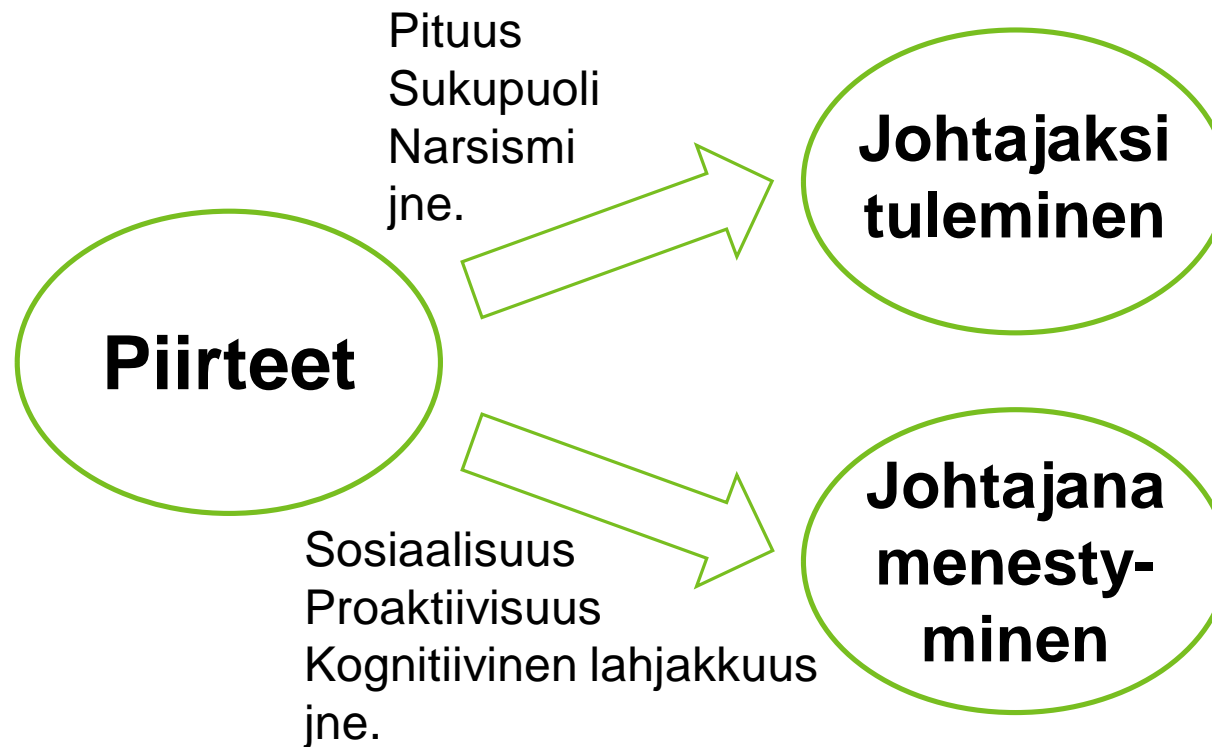 Pituus
Sukupuoli
Narsismi
jne.
Johtajaksi
tuleminen
Piirteet
Sosiaalisuus
Proaktiivisuus
Kognitiivinen lahjakkuus
jne.
Johtajana
menesty-
minen